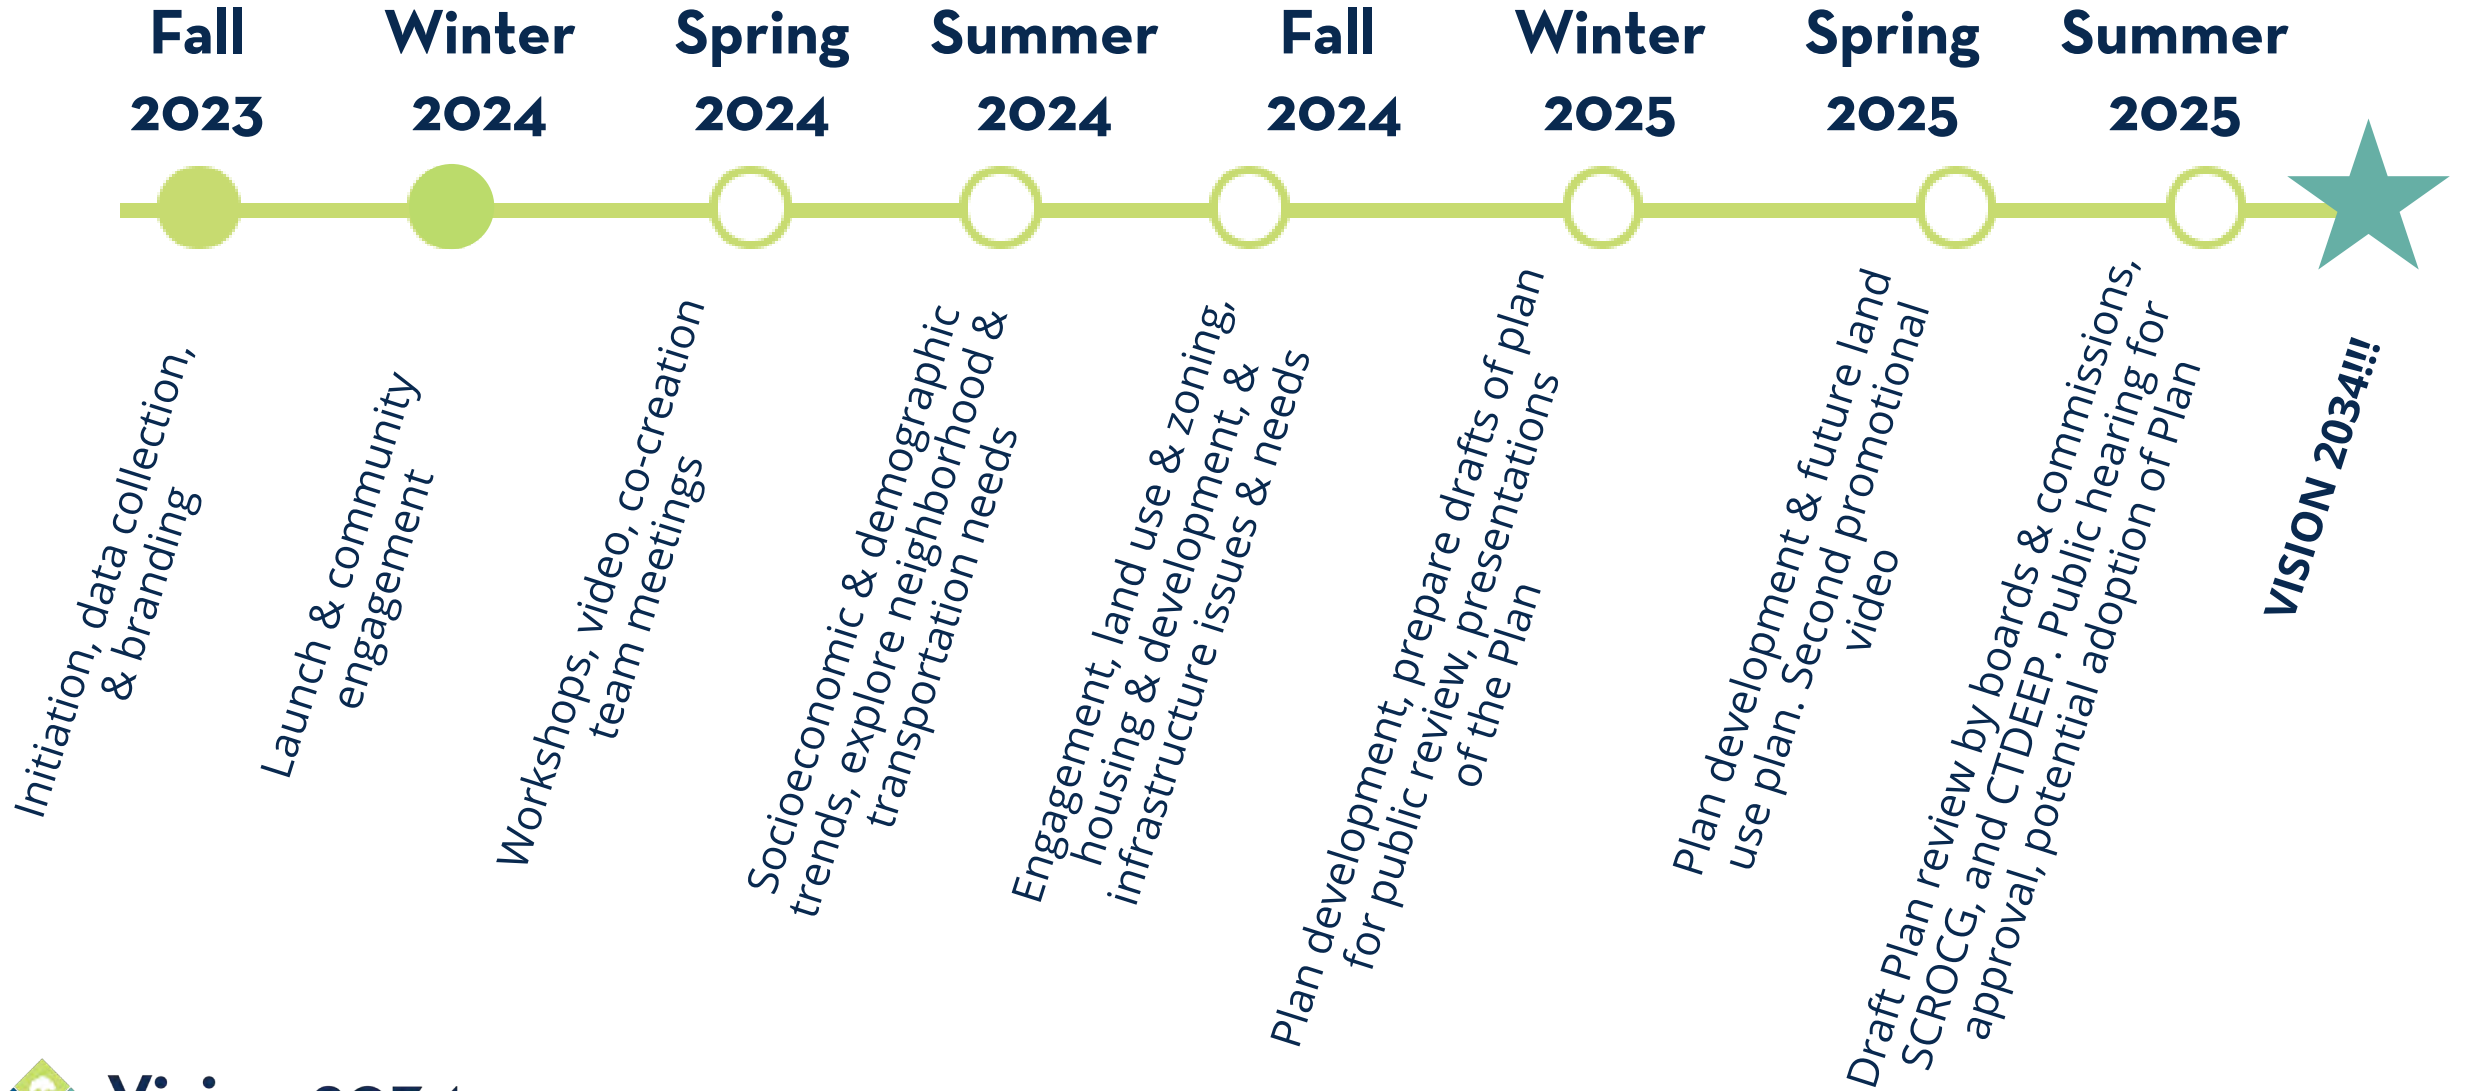 Fall Winter Spring Summer Fall Winter Spring Summer
2023 2024 2024 2024 2024 2025 2025 2025
Initiation, data collection,
& branding
Launch & community
engagement
Workshops, video, co-creation
team meetings
Socioeconomic & demographic
trends, explore neighborhood &
transportation needs
Engagement, land use & zoning,
housing & development, &
infrastructure issues & needs
Plan development, prepare drafts of plan
for public review, presentations
of the Plan
Plan development & future land
use plan. Second promotional
video
Draft Plan review by boards & commissions,
SCROCG, and CTDEEP. Public hearing for
approval, potential adoption of Plan
VISION 2034!!!
Vision 2034